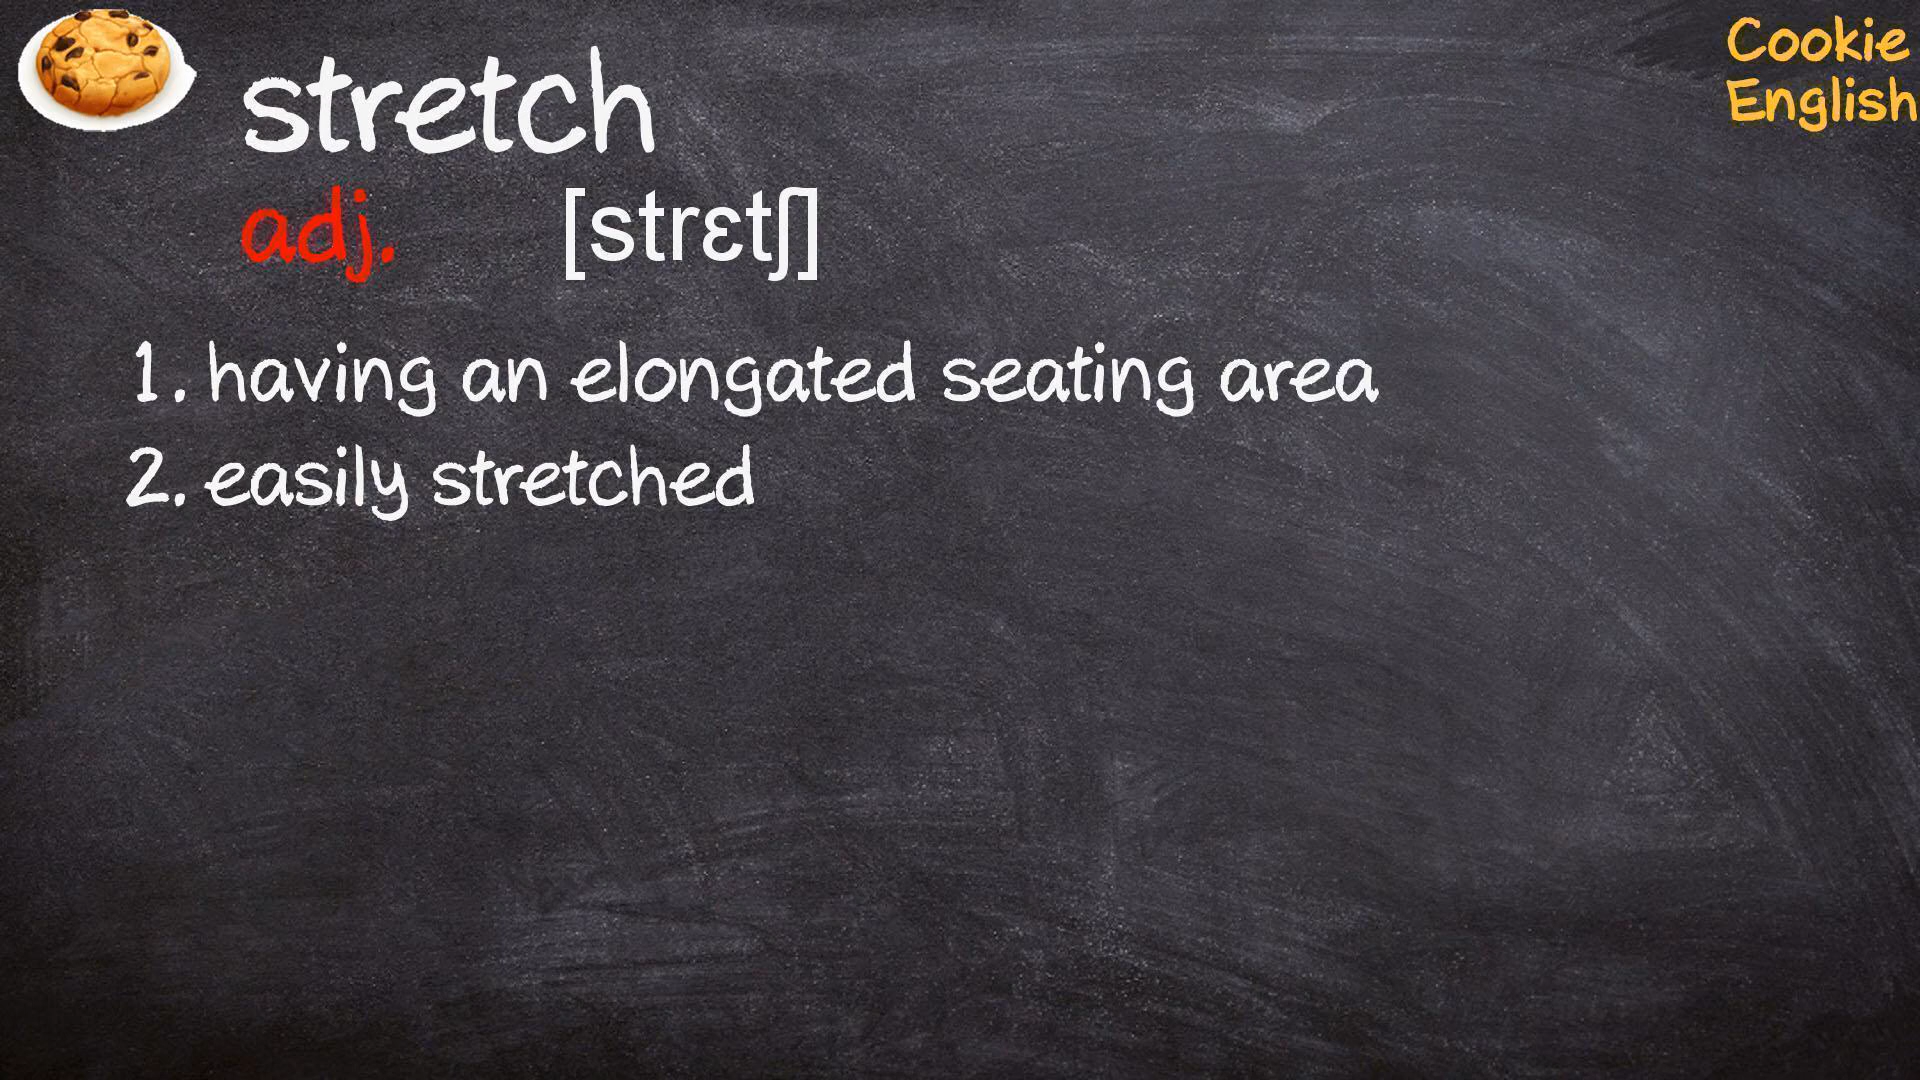 stretch
Cookie
English
adj. [strɛtʃ]
1. having an elongated seating area
2. easily stretched